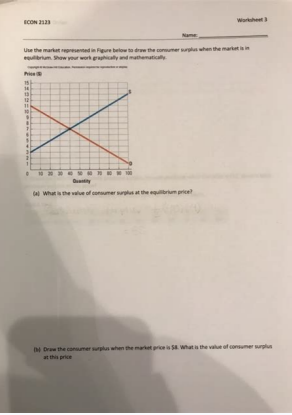 ECON 2123
Worksheet 3
Name:
Use the market represented in Figure below to draw the consumer surplus when the market is in
equilibrium. Show your work graphically and mathematically.
Price ($)
15
14
13
12
11
10
9
8
7
6
5
4
3
2
1
S
D
0 10 20 30 40 50 60 70 80 90 100
Quantity
(a) What is the value of consumer surplus at the equilibrium price?
(b) Draw the consumer surplus when the market price is $8. What is the value of consumer surplus
at this price